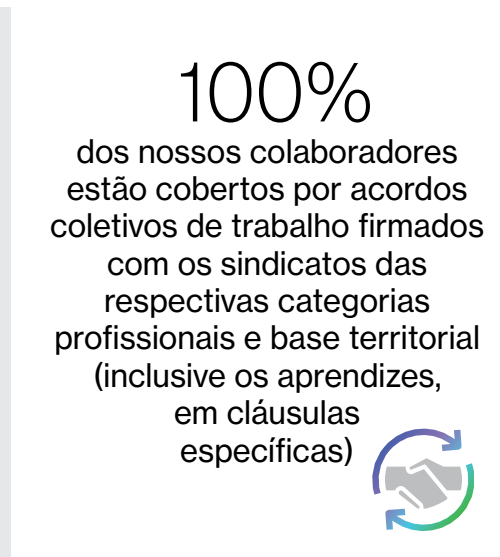 100%
dos nossos colaboradores
estão cobertos por acordos
coletivos de trabalho firmados
com os sindicatos das
respectivas categorias
profissionais e base territorial
(inclusive os aprendizes,
em cláusulas
específicas)